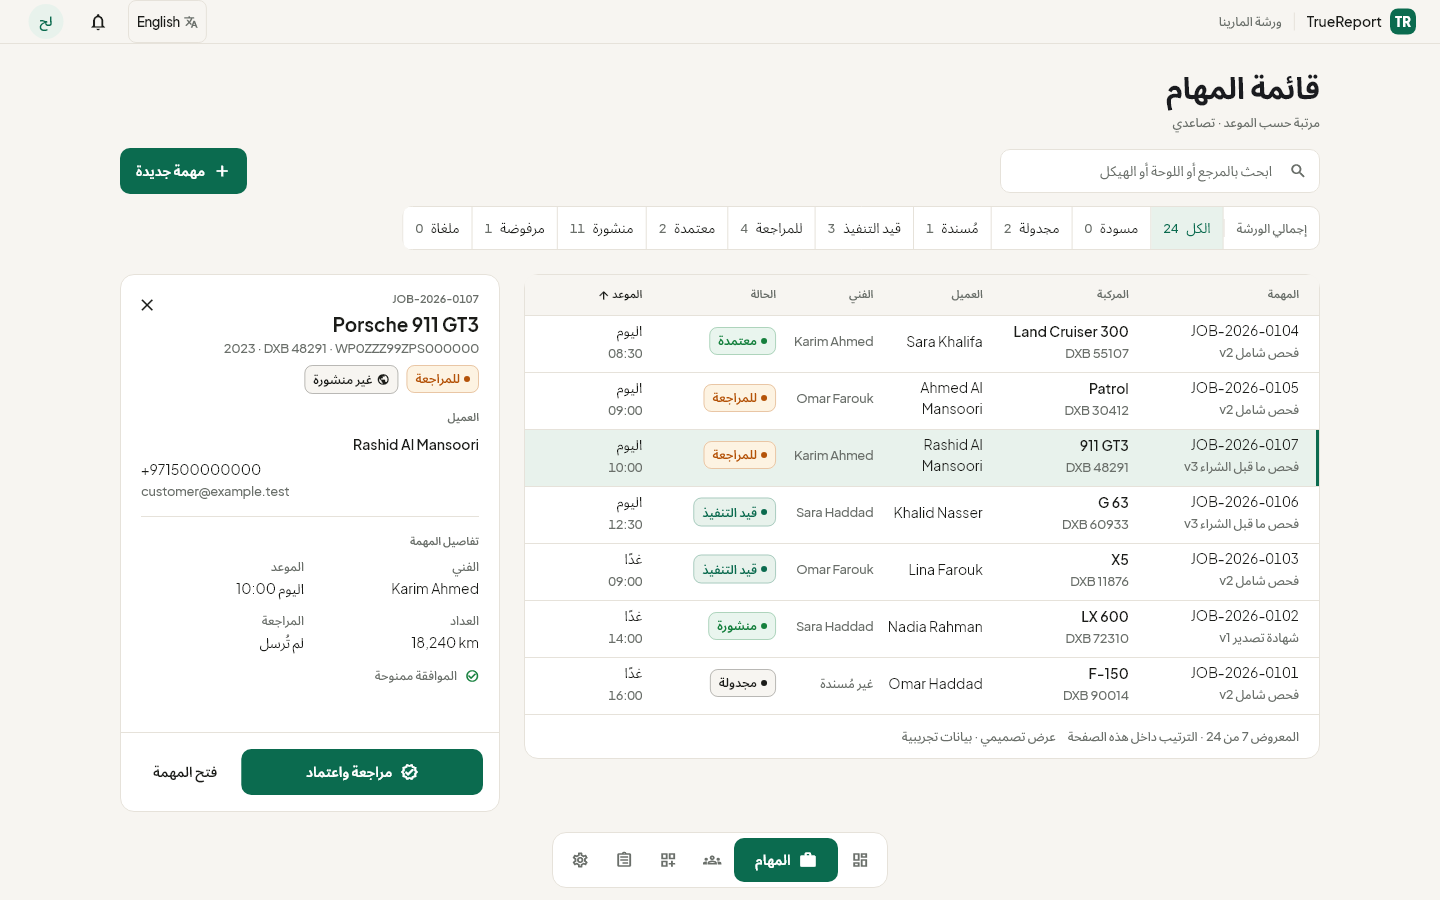 TR TrueReport ورشة المارينا
English
لح
قائمة المهام
مرتبة حسب الموعد · تصاعدي
ابحث بالمرجع أو اللوحة أو الهيكل
مهمة جديدة
إجمالي الورشة الكل 24 مسودة 0 مجدولة 2 مُسندة 1 قيد التنفيذ 3 للمراجعة 4 معتمدة 2 منشورة 11 مرفوضة 1 ملغاة 0
المهمة المركبة العميل الفني الحالة الموعد
JOB-2026-0104 Land Cruiser 300 Sara Khalifa Karim Ahmed معتمدة اليوم
فحص شامل v2 DXB 55107 08:30
JOB-2026-0105 Patrol Ahmed Al Mansoori Omar Farouk للمراجعة اليوم
فحص شامل v2 DXB 30412 09:00
JOB-2026-0107 911 GT3 Rashid Al Mansoori Karim Ahmed للمراجعة اليوم
فحص ما قبل الشراء v3 DXB 48291 10:00
JOB-2026-0106 G 63 Khalid Nasser Sara Haddad قيد التنفيذ اليوم
فحص ما قبل الشراء v3 DXB 60933 12:30
JOB-2026-0103 X5 Lina Farouk Omar Farouk قيد التنفيذ غدًا
فحص شامل v2 DXB 11876 09:00
JOB-2026-0102 LX 600 Nadia Rahman Sara Haddad منشورة غدًا
شهادة تصدير v1 DXB 72310 14:00
JOB-2026-0101 F-150 Omar Haddad غير مُسندة مجدولة غدًا
فحص شامل v2 DXB 90014 16:00
المعروض 7 من 24 · الترتيب داخل هذه الصفحة عرض تصميمي · بيانات تجريبية
JOB-2026-0107
Porsche 911 GT3
2023 · DXB 48291 · WP0ZZZ99ZPS000000
للمراجعة غير منشورة
العميل
Rashid Al Mansoori
+971500000000
customer@example.test
تفاصيل المهمة
الفني الموعد
Karim Ahmed اليوم 10:00
العداد المراجعة
18,240 km لم تُرسل
الموافقة ممنوحة
مراجعة واعتماد فتح المهمة
المهام